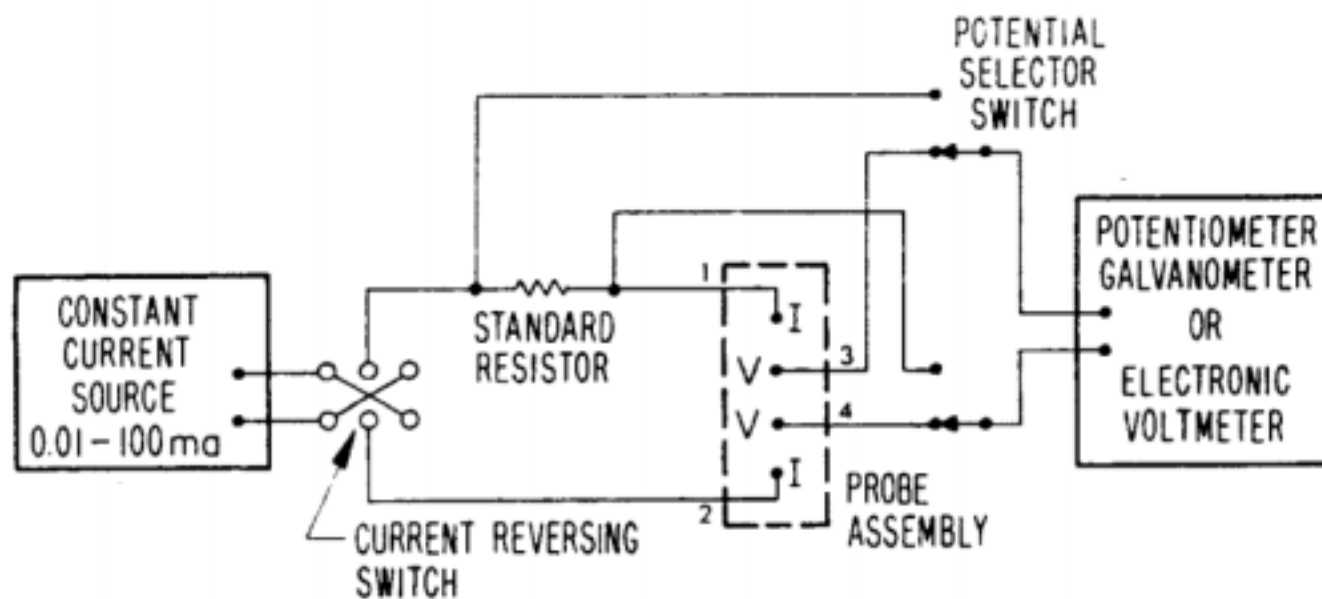 POTENTIAL
SELECTOR
SWITCH
CONSTANT
CURRENT
SOURCE
0.01-100 ma
STANDARD
RESISTOR
1
I
V
3
V
4
I
2
PROBE
ASSEMBLY
CURRENT REVERSING
SWITCH
POTENTIOMETER
GALVANOMETER
OR
ELECTRONIC
VOLTMETER